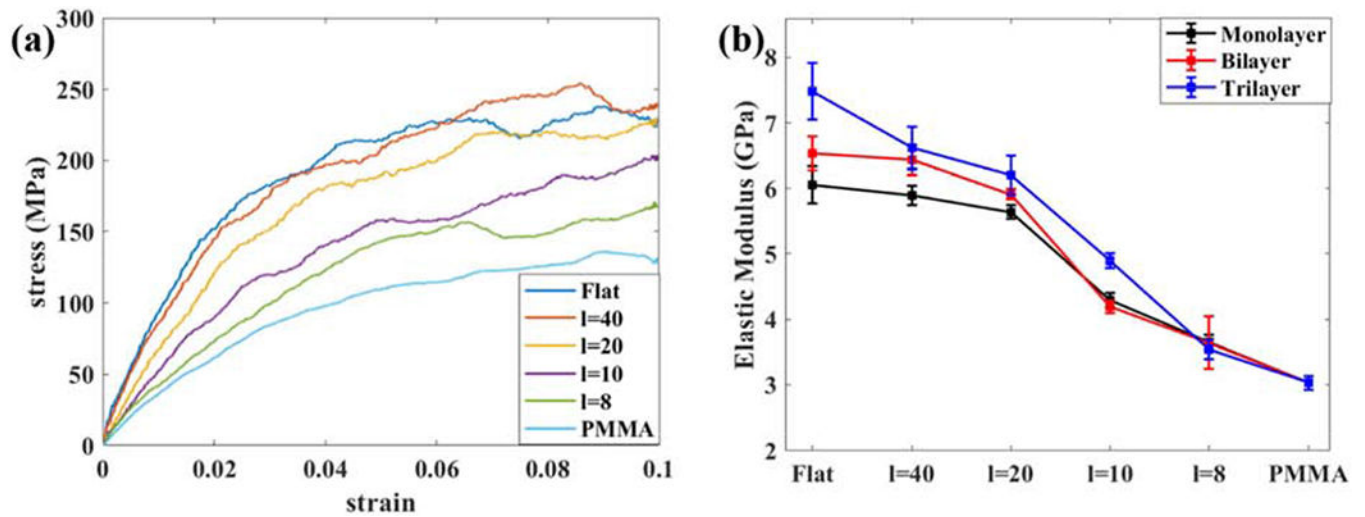 (a)
300
250
200
150
100
50
0
stress (MPa)
0 0.02 0.04 0.06 0.08 0.1
strain
Flat
l=40
l=20
l=10
l=8
PMMA
(b)
8
7
6
5
4
3
2
Elastic Modulus (GPa)
Flat l=40 l=20 l=10 l=8 PMMA
Monolayer
Bilayer
Trilayer